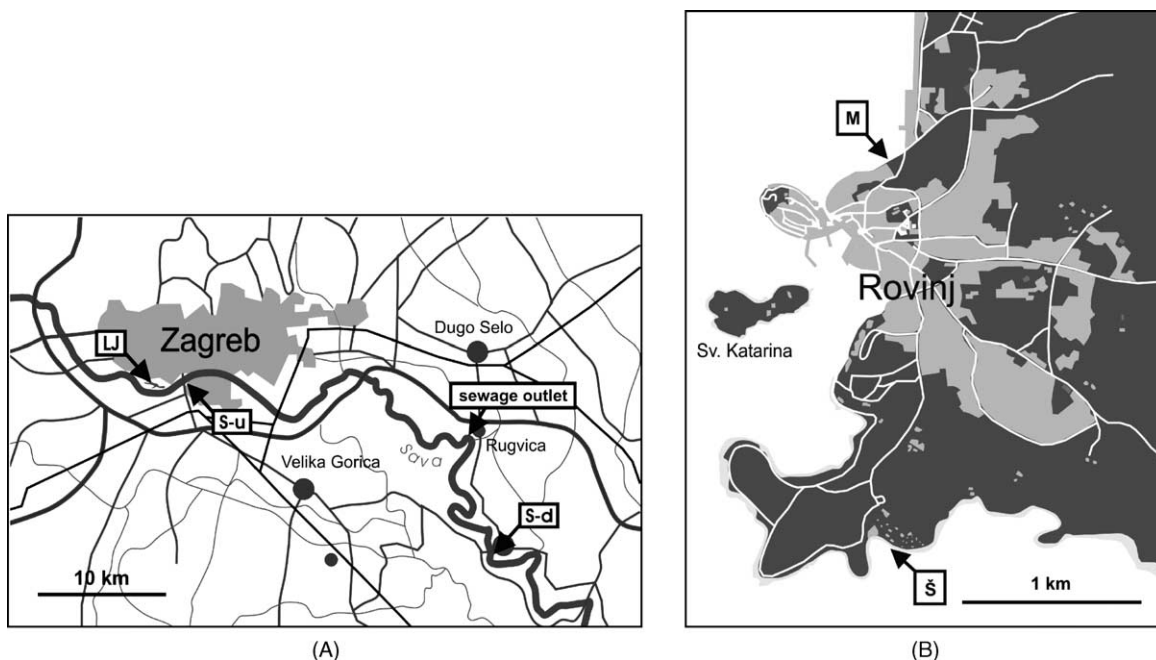 Zagreb
LJ
S-u
Dugo Selo
sewage outlet
Rugvica
Sava
Velika Gorica
S-d
10 km
(A)
M
Rovinj
Sv. Katarina
Š
1 km
(B)